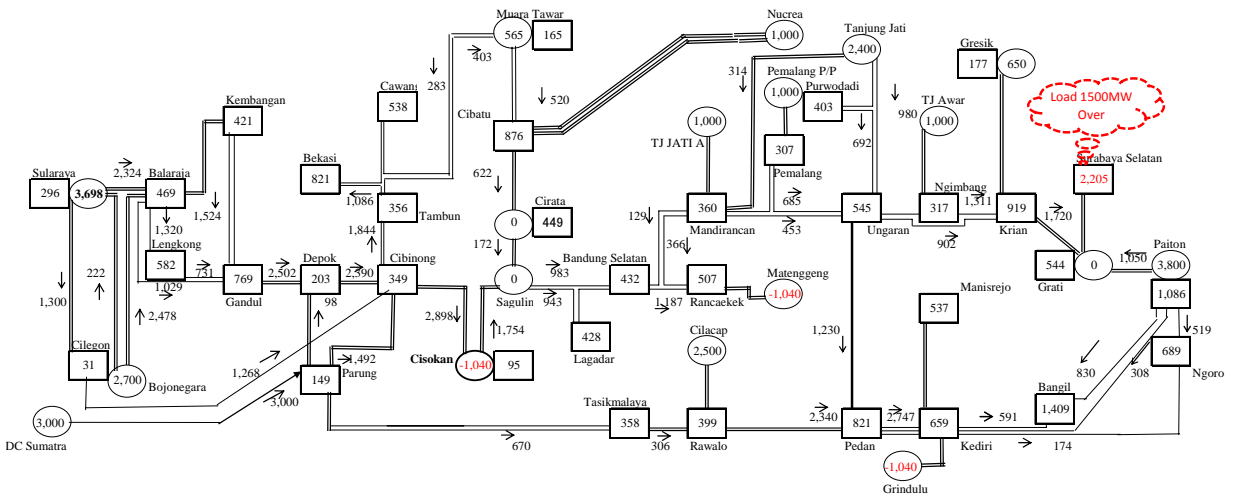 Muara Tawar
565
165
403
283
520
Nucrea
1,000
Tanjung Jati
2,400
314
Pemalang P/P
1,000
Purwodadi
403
692
980
Gresik
177
650
TJ Awar
1,000
Load 1500MW
Over
Surabaya Selatan
2,205
Kembangan
421
Cawang
538
Cibatu
876
TJ JATI A
1,000
307
Pemalang
Sularaya
296
3,698
2,324
Balaraja
469
1,524
1,320
Bekasi
821
1,086
356
Tambun
622
Cirata
0
449
129
360
Mandirancan
685
453
545
Ungaran
Ngimbang
317
1,311
902
919
Krian
1,720
Lengkong
582
731
1,029
2,478
222
1,300
769
Gandul
2,502
Depok
203
2,390
98
1,844
Cibinong
349
172
0
Sagulin
983
943
Bandung Selatan
432
366
1,187
507
Rancaekek
Matenggeng
-1,040
544
Grati
0
1,050
Paiton
3,800
1,086
519
Manisrejo
537
2,898
1,754
Cisokan
-1,040
95
428
Lagadar
Cilacap
2,500
1,230
Cilegon
31
2,700
Bojonegara
1,268
3,000
1,492
149
Parung
830
308
689
Ngoro
Bangil
1,409
DC Sumatra
3,000
670
Tasikmalaya
358
306
399
Rawalo
2,340
821
Pedan
2,747
659
Kediri
591
174
-1,040
Grindulu